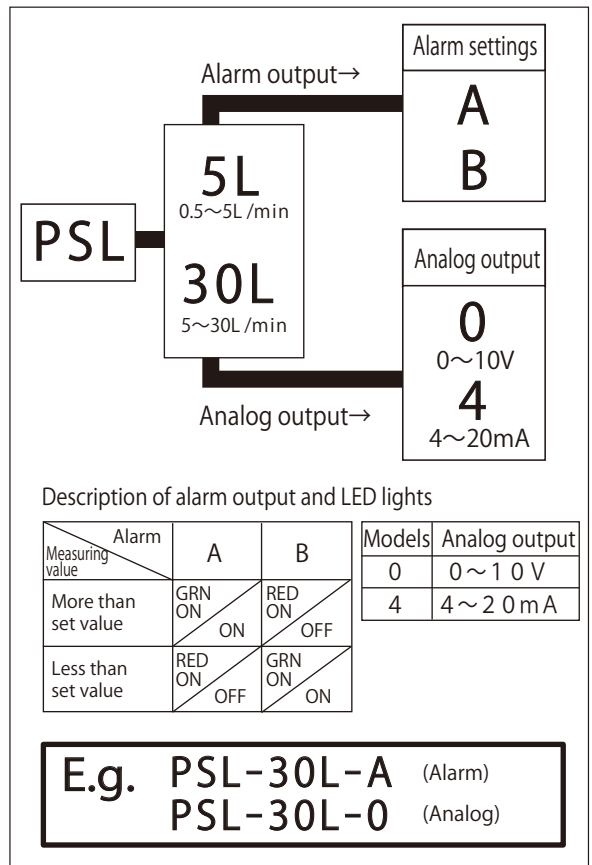 Alarm output→
Alarm settings
A
B
PSL
5L
0.5～5L /min
30L
5～30L /min
Analog output→
Analog output
0
0～10V
4
4～20mA
Description of alarm output and LED lights
Alarm
Measuring value
A
B
More than set value
GRN ON
ON
RED ON
OFF
Less than set value
RED ON
OFF
GRN ON
ON
Models Analog output
0 0～10V
4 4～20mA
E.g. PSL-30L-A (Alarm)
PSL-30L-0 (Analog)